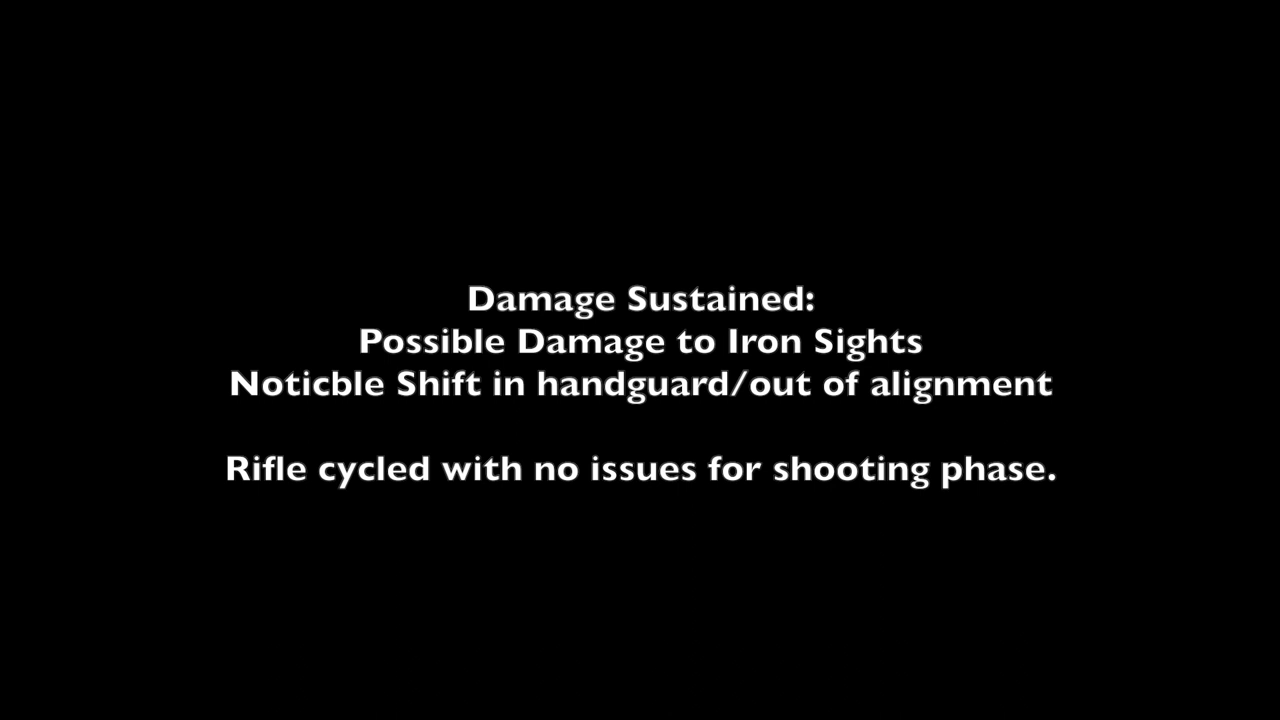 Damage Sustained:
Possible Damage to Iron Sights
Noticble Shift in handguard/out of alignment
Rifle cycled with no issues for shooting phase.